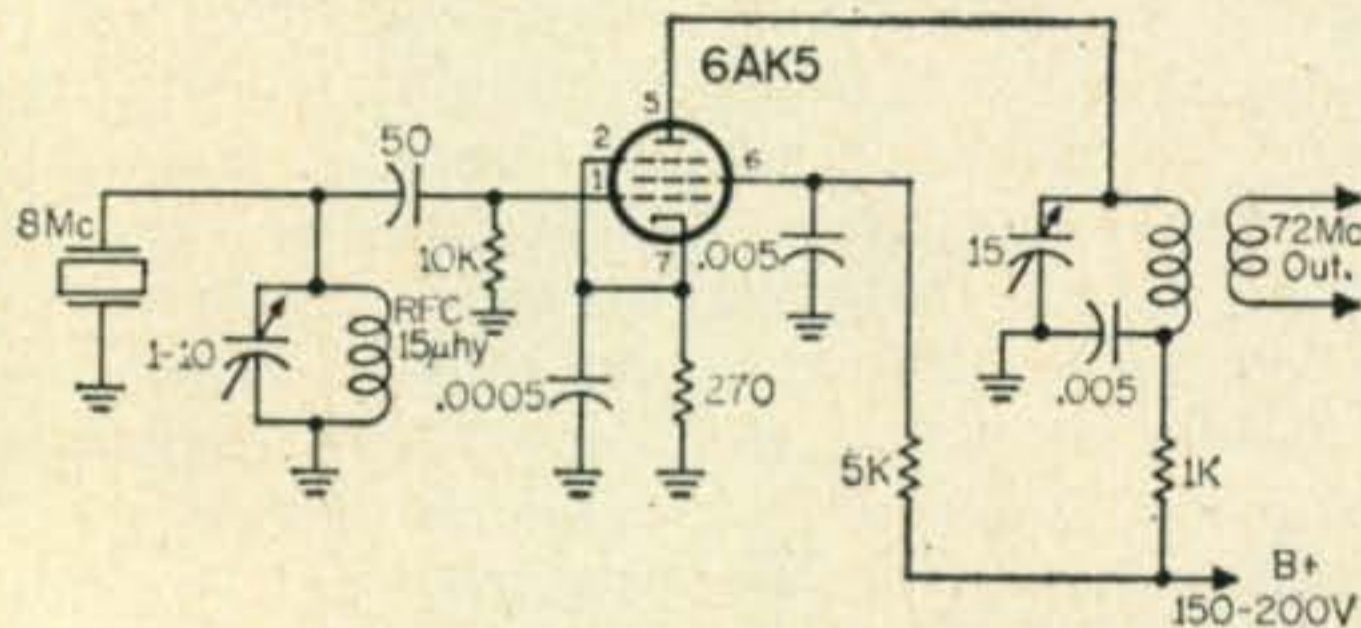 6AK5
5
2
1
6
7
50
8Mc
10K
.005
15
72Mc
Out.
RFC
15μhy
1-10
.0005
270
.005
5K
1K
B+
150-200V